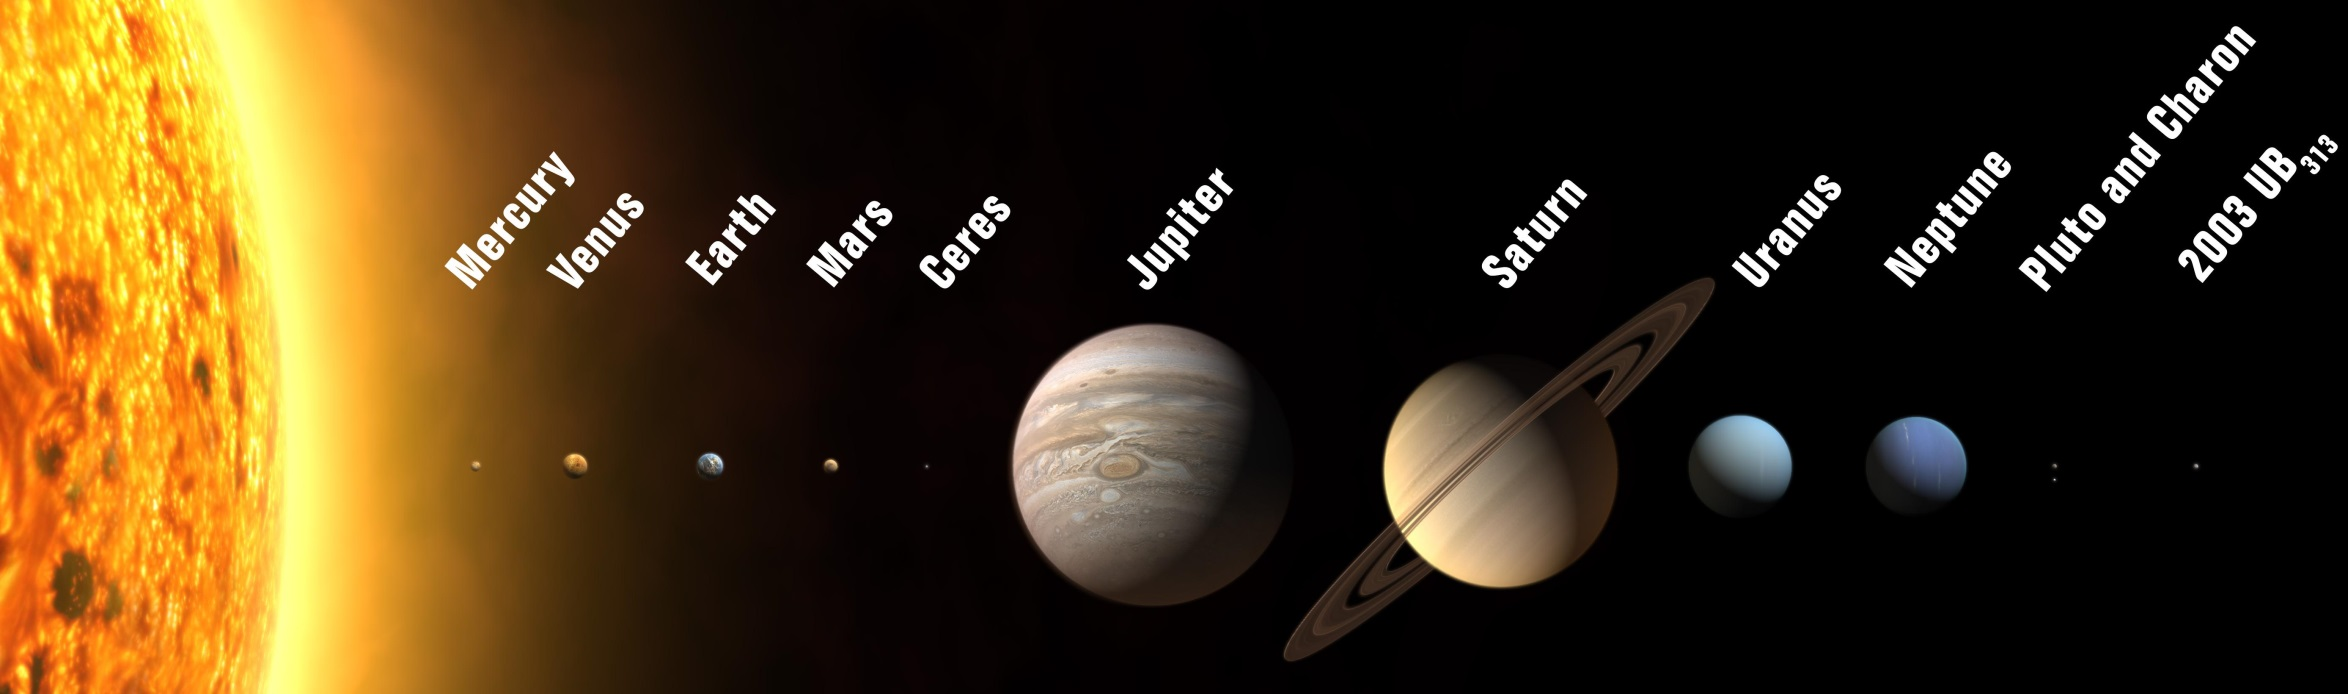 Mercury
Venus
Earth
Mars
Ceres
Jupiter
Saturn
Uranus
Neptune
Pluto and Charon
2003 UB313